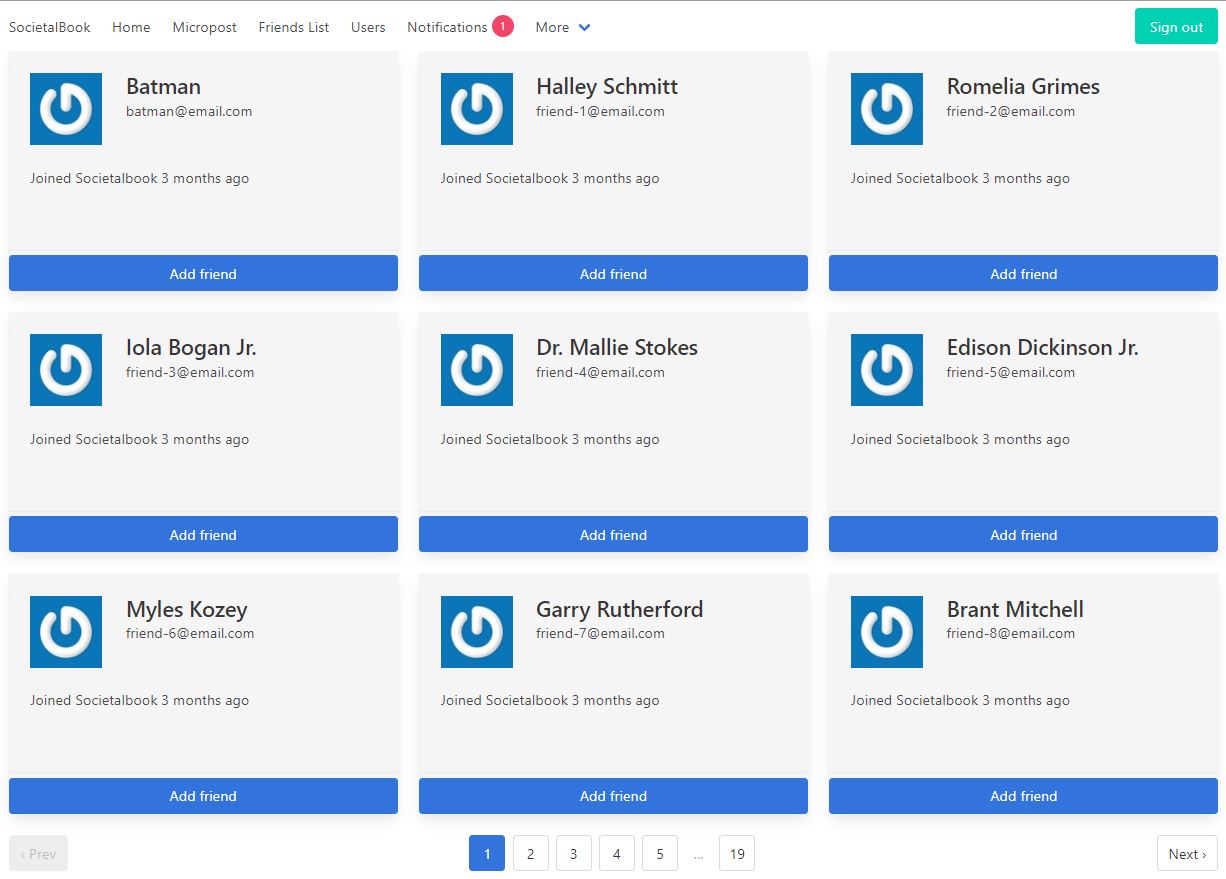 SocietalBook Home Micropost Friends List Users Notifications 1 More Sign out
Batman
batman@email.com
Joined Societalbook 3 months ago
Add friend
Halley Schmitt
friend-1@email.com
Joined Societalbook 3 months ago
Add friend
Romelia Grimes
friend-2@email.com
Joined Societalbook 3 months ago
Add friend
Iola Bogan Jr.
friend-3@email.com
Joined Societalbook 3 months ago
Add friend
Dr. Mallie Stokes
friend-4@email.com
Joined Societalbook 3 months ago
Add friend
Edison Dickinson Jr.
friend-5@email.com
Joined Societalbook 3 months ago
Add friend
Myles Kozey
friend-6@email.com
Joined Societalbook 3 months ago
Add friend
Garry Rutherford
friend-7@email.com
Joined Societalbook 3 months ago
Add friend
Brant Mitchell
friend-8@email.com
Joined Societalbook 3 months ago
Add friend
‹ Prev 1 2 3 4 5 … 19 Next ›